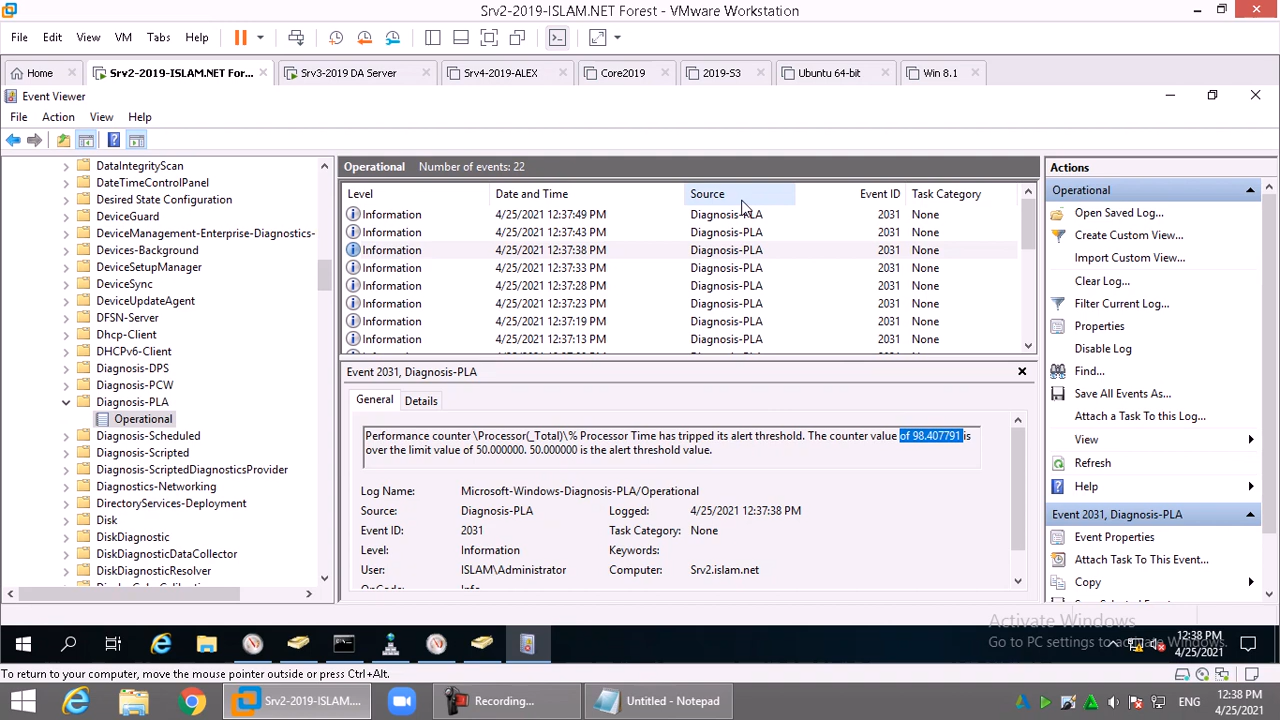 Srv2-2019-ISLAM.NET Forest - VMware Workstation
File Edit View VM Tabs Help
Home Srv2-2019-ISLAM.NET For... Srv3-2019 DA Server Srv4-2019-ALEX Core2019 2019-S3 Ubuntu 64-bit Win 8.1
Event Viewer
File Action View Help
DataIntegrityScan
DateTimeControlPanel
Desired State Configuration
DeviceGuard
DeviceManagement-Enterprise-Diagnostics-
Devices-Background
DeviceSetupManager
DeviceSync
DeviceUpdateAgent
DFSN-Server
Dhcp-Client
DHCPv6-Client
Diagnosis-DPS
Diagnosis-PCW
Diagnosis-PLA
Operational
Diagnosis-Scheduled
Diagnosis-Scripted
Diagnosis-ScriptedDiagnosticsProvider
Diagnostics-Networking
DirectoryServices-Deployment
Disk
DiskDiagnostic
DiskDiagnosticDataCollector
DiskDiagnosticResolver
Operational Number of events: 22
Level Date and Time Source Event ID Task Category
Information 4/25/2021 12:37:49 PM Diagnosis-PLA 2031 None
Information 4/25/2021 12:37:43 PM Diagnosis-PLA 2031 None
Information 4/25/2021 12:37:38 PM Diagnosis-PLA 2031 None
Information 4/25/2021 12:37:33 PM Diagnosis-PLA 2031 None
Information 4/25/2021 12:37:28 PM Diagnosis-PLA 2031 None
Information 4/25/2021 12:37:23 PM Diagnosis-PLA 2031 None
Information 4/25/2021 12:37:19 PM Diagnosis-PLA 2031 None
Information 4/25/2021 12:37:13 PM Diagnosis-PLA 2031 None
Event 2031, Diagnosis-PLA
General Details
Performance counter \Processor(_Total)\% Processor Time has tripped its alert threshold. The counter value of 98.407791 is
over the limit value of 50.000000. 50.000000 is the alert threshold value.
Log Name: Microsoft-Windows-Diagnosis-PLA/Operational
Source: Diagnosis-PLA Logged: 4/25/2021 12:37:38 PM
Event ID: 2031 Task Category: None
Level: Information Keywords:
User: ISLAM\Administrator Computer: Srv2.islam.net
OpCode: Info
Actions
Operational
Open Saved Log...
Create Custom View...
Import Custom View...
Clear Log...
Filter Current Log...
Properties
Disable Log
Find...
Save All Events As...
Attach a Task To this Log...
View
Refresh
Help
Event 2031, Diagnosis-PLA
Event Properties
Attach Task To This Event...
Copy
Activate Windows
Go to PC settings to activate Windows.
12:38 PM
4/25/2021
To return to your computer, move the mouse pointer outside or press Ctrl+Alt.
Srv2-2019-ISLAM.... Recording... Untitled - Notepad ENG 12:38 PM
4/25/2021